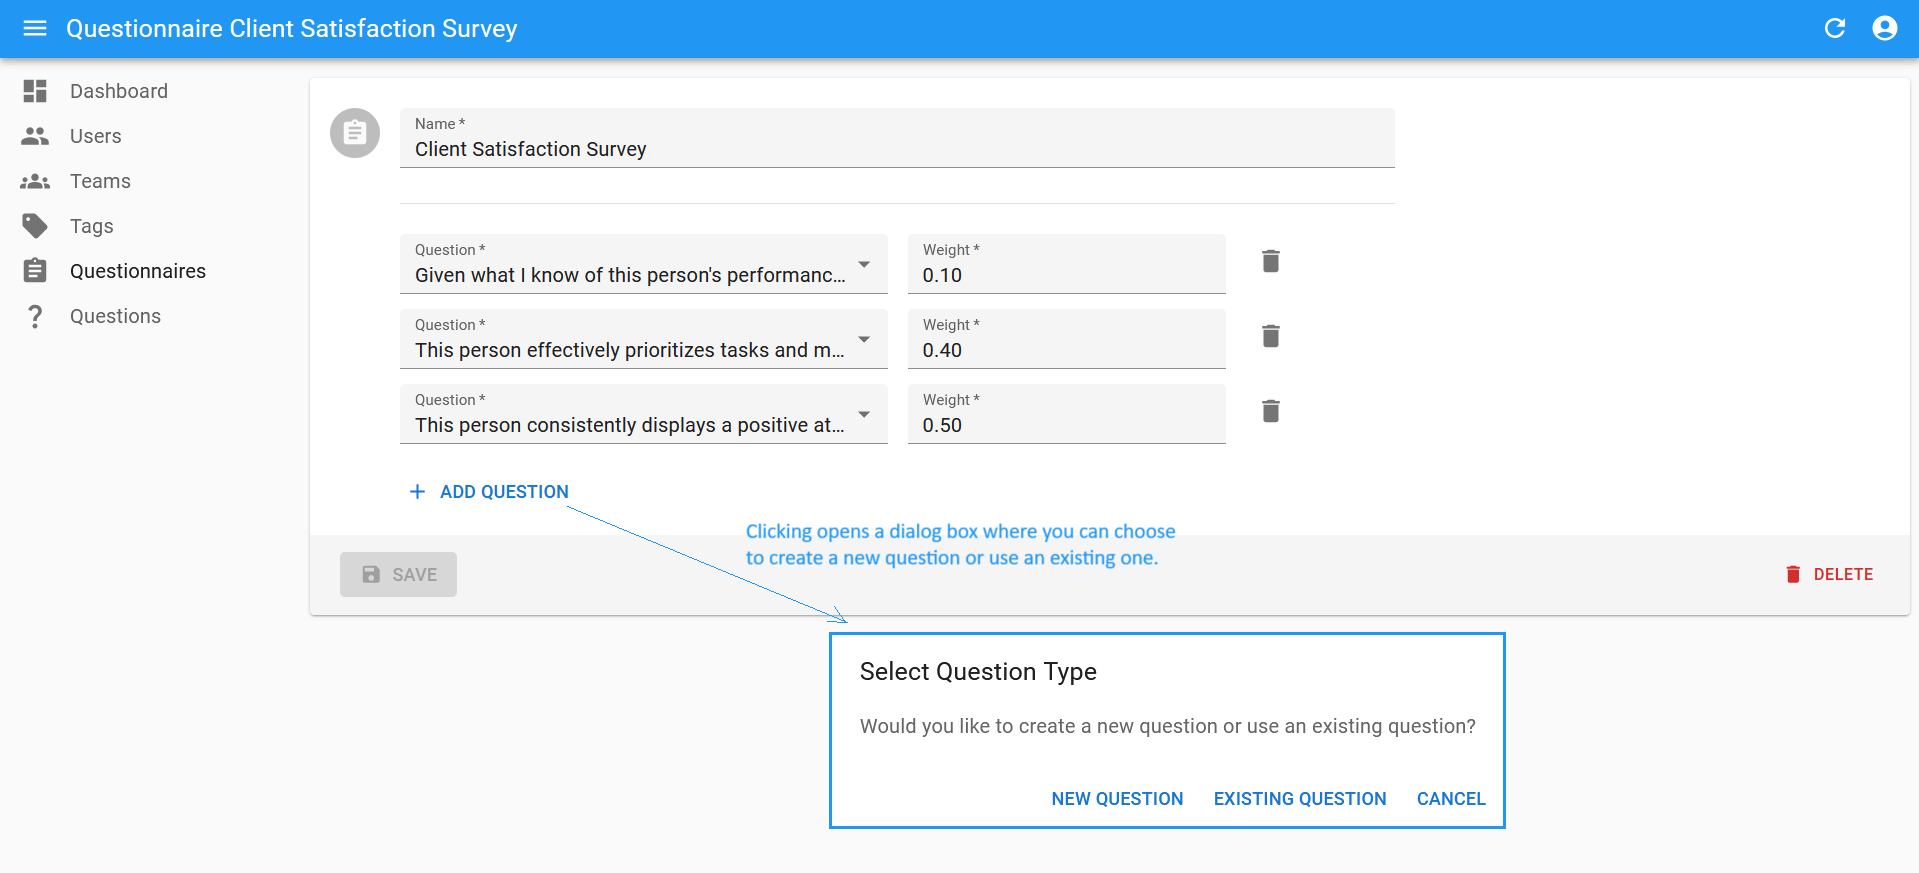 Questionnaire Client Satisfaction Survey
Dashboard
Users
Teams
Tags
Questionnaires
Questions
Name *
Client Satisfaction Survey
Question *
Given what I know of this person's performanc...
Weight *
0.10
Question *
This person effectively prioritizes tasks and m...
Weight *
0.40
Question *
This person consistently displays a positive at...
Weight *
0.50
ADD QUESTION
Clicking opens a dialog box where you can choose
to create a new question or use an existing one.
SAVE
DELETE
Select Question Type
Would you like to create a new question or use an existing question?
NEW QUESTION
EXISTING QUESTION
CANCEL